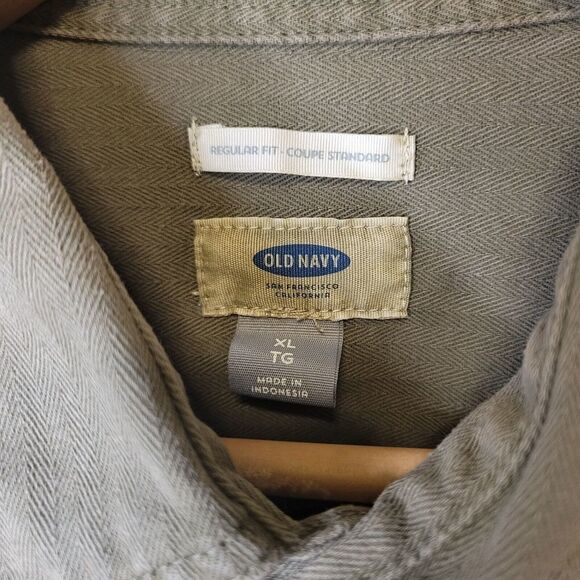 REGULAR FIT - COUPE STANDARD
OLD NAVY
SAN FRANCISCO
CALIFORNIA
XL
TG
MADE IN
INDONESIA